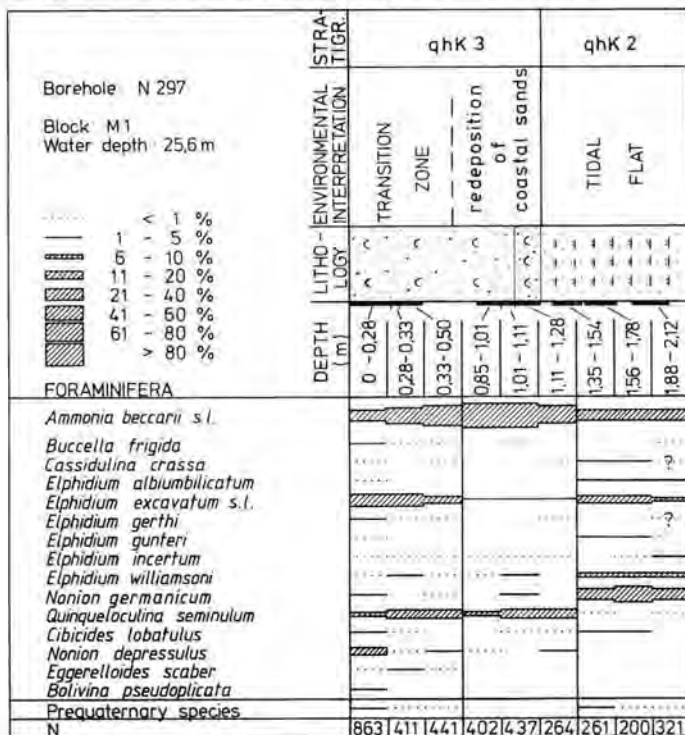 Borehole N 297
Block M 1
Water depth 25,6 m
< 1 %
1 - 5 %
6 - 10 %
11 - 20 %
21 - 40 %
41 - 60 %
61 - 80 %
> 80 %
FORAMINIFERA
STRA-
TIGR.
qhK 3
qhK 2
ENVIRONMENTAL
INTERPRETATION
TRANSITION
ZONE
redeposition
of
coastal sands
TIDAL
FLAT
LITHO-
LOGY
DEPTH
(m)
0 -0,28
0,28-0,33
0,33-0,50
0,85-1,01
1,01-1,11
1,11-1,28
1,35-1,54
1,56-1,78
1,88-2,12
Ammonia beccarii s.l.
Buccella frigida
Cassidulina crassa ?
Elphidium albiumbilicatum
Elphidium excavatum s.l.
Elphidium gerthi ?
Elphidium gunteri
Elphidium incertum
Elphidium williamsoni
Nonion germanicum
Quinqueloculina seminulum
Cibicides lobatulus
Nonion depressulus
Eggerelloides scaber
Bolivina pseudoplicata
Prequaternary species
N 863 411 441 402 437 264 261 200 321